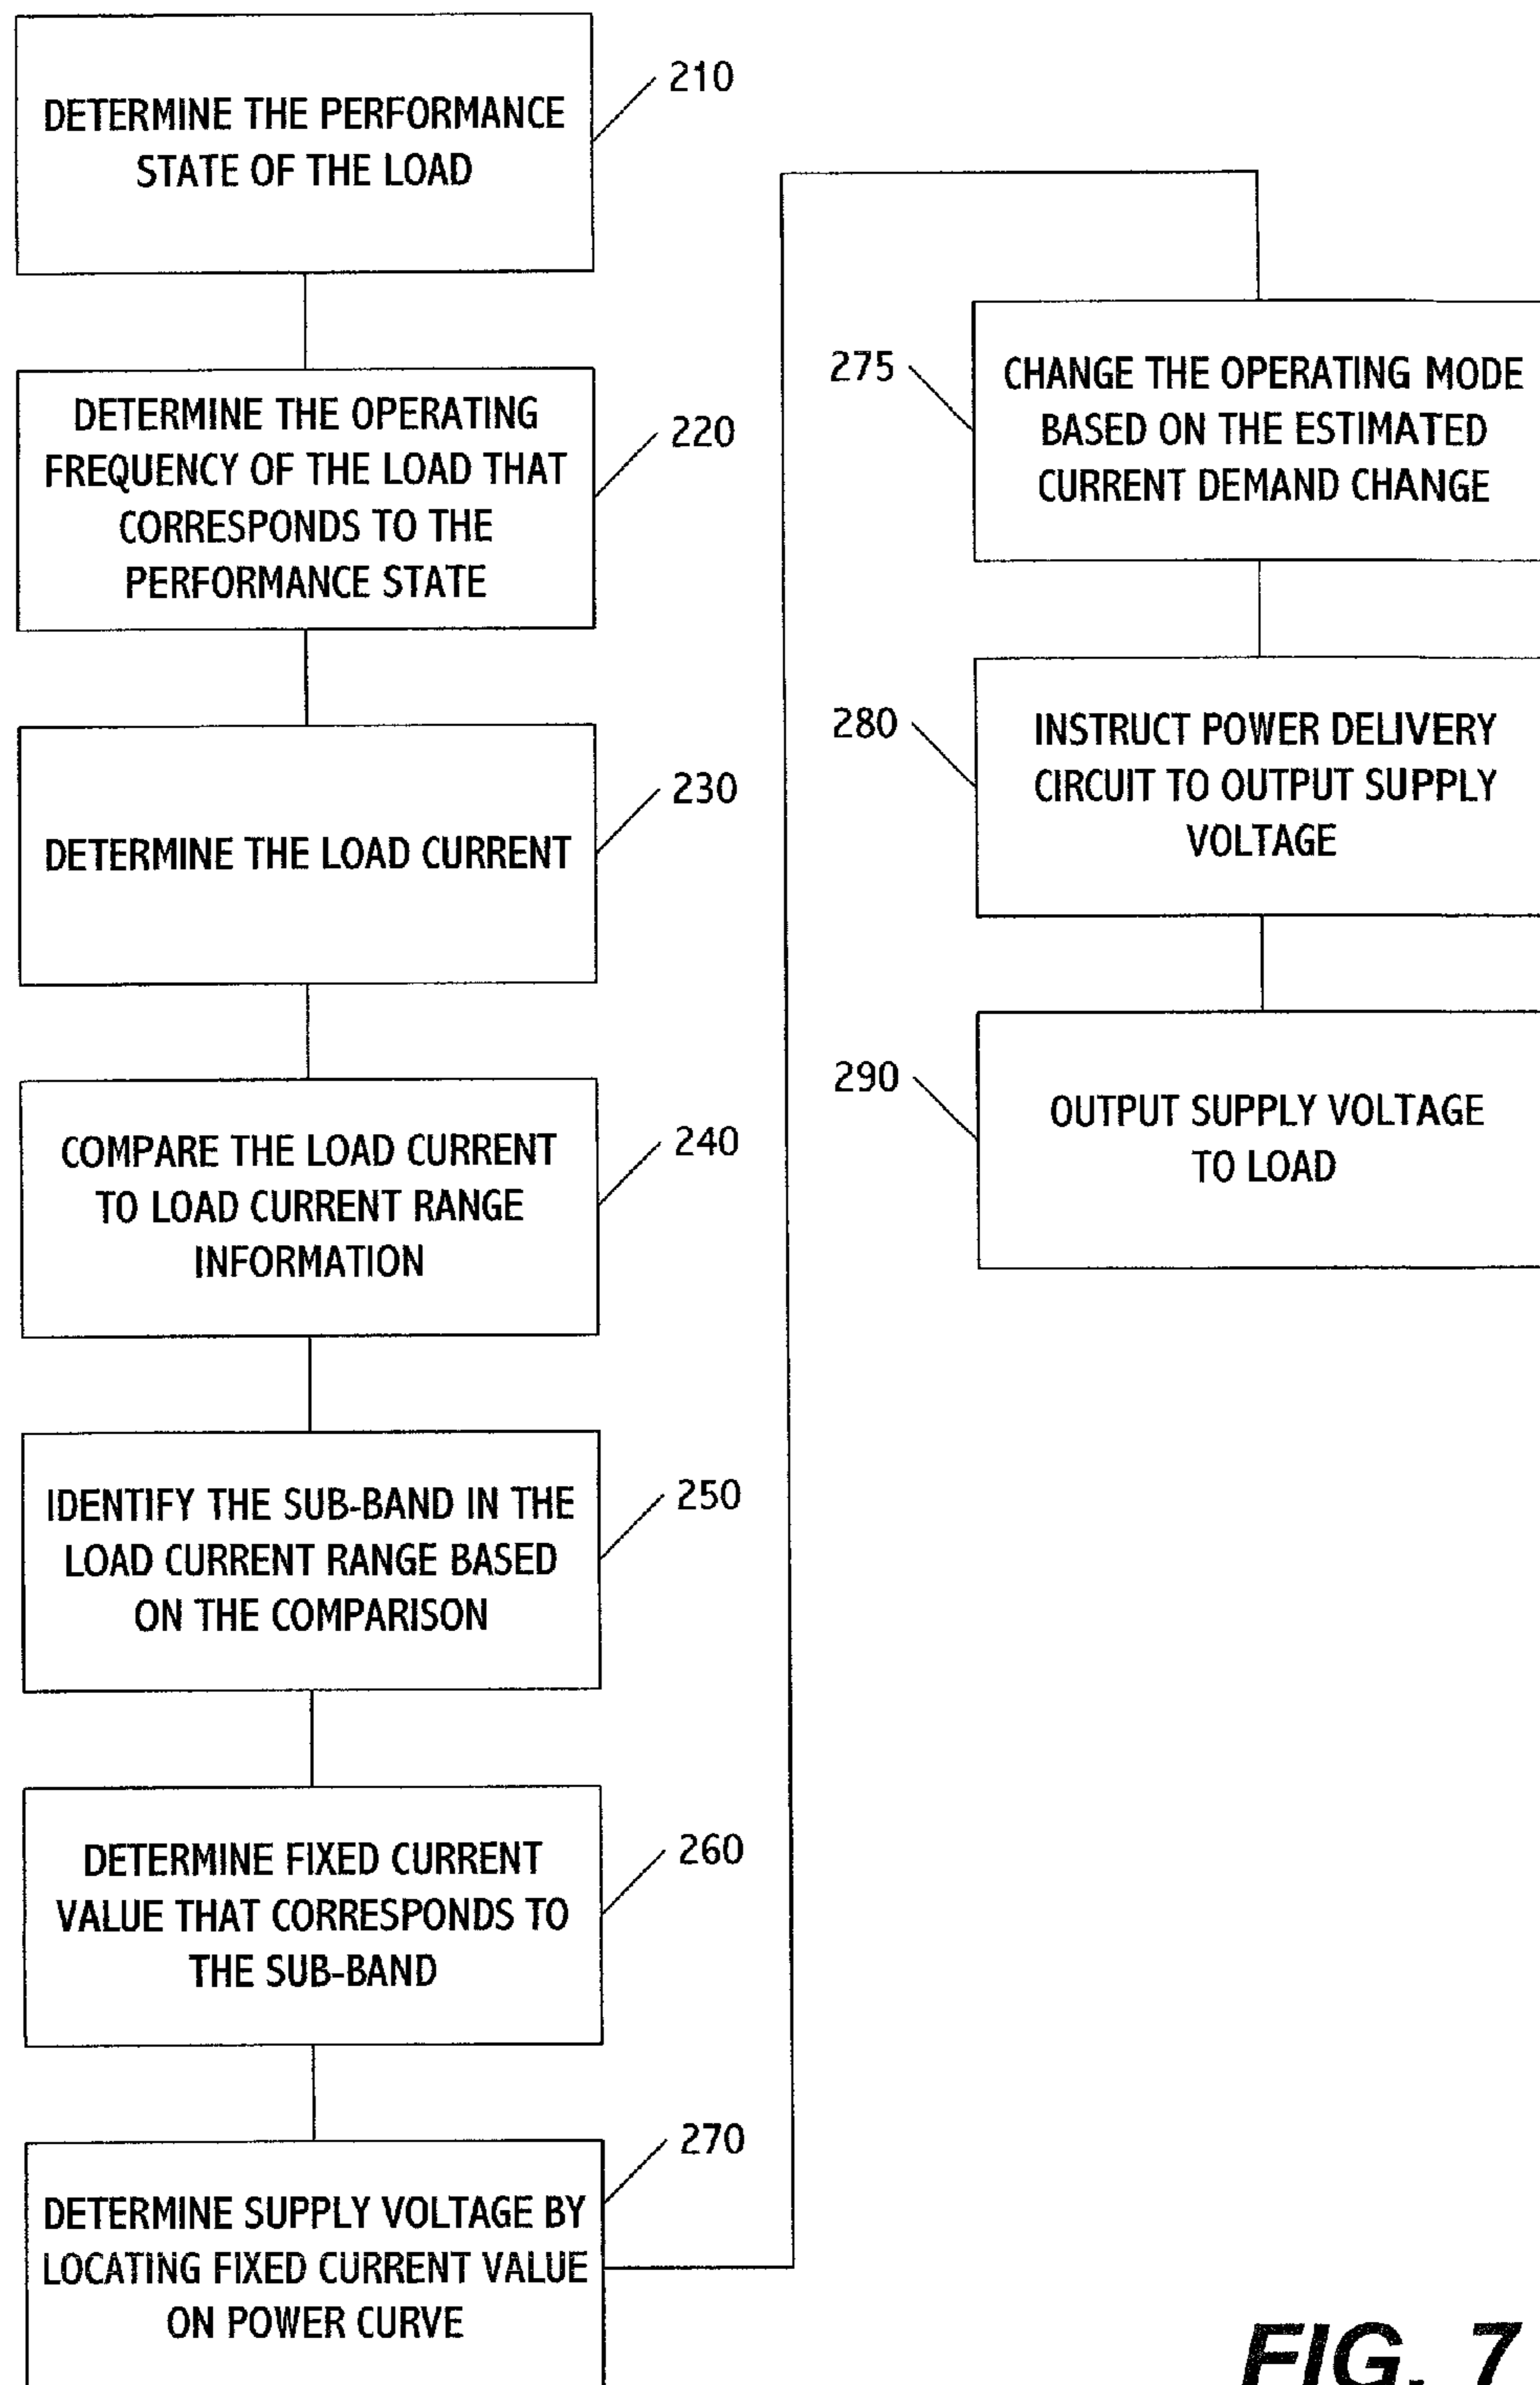 DETERMINE THE PERFORMANCE
STATE OF THE LOAD
210
DETERMINE THE OPERATING
FREQUENCY OF THE LOAD THAT
CORRESPONDS TO THE
PERFORMANCE STATE
220
DETERMINE THE LOAD CURRENT
230
COMPARE THE LOAD CURRENT
TO LOAD CURRENT RANGE
INFORMATION
240
IDENTIFY THE SUB-BAND IN THE
LOAD CURRENT RANGE BASED
ON THE COMPARISON
250
DETERMINE FIXED CURRENT
VALUE THAT CORRESPONDS TO
THE SUB-BAND
260
DETERMINE SUPPLY VOLTAGE BY
LOCATING FIXED CURRENT VALUE
ON POWER CURVE
270
275
CHANGE THE OPERATING MODE
BASED ON THE ESTIMATED
CURRENT DEMAND CHANGE
280
INSTRUCT POWER DELIVERY
CIRCUIT TO OUTPUT SUPPLY
VOLTAGE
290
OUTPUT SUPPLY VOLTAGE
TO LOAD
FIG. 7